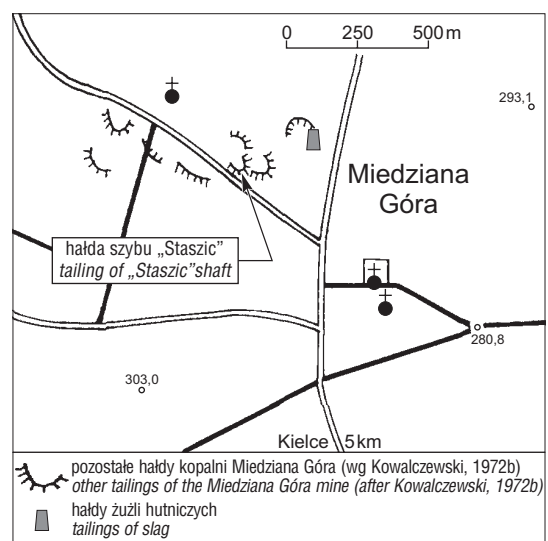 0 250 500 m
293,1
Miedziana
Góra
hałda szybu „Staszic”
tailing of „Staszic”shaft
280,8
303,0
Kielce 5 km
pozostałe hałdy kopalni Miedziana Góra (wg Kowalczewski, 1972b)
other tailings of the Miedziana Góra mine (after Kowalczewski, 1972b)
hałdy żużli hutniczych
tailings of slag